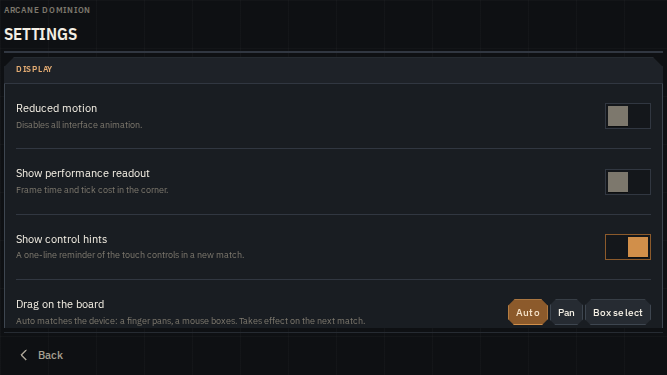 ARCANE DOMINION
SETTINGS
DISPLAY
Reduced motion
Disables all interface animation.
Show performance readout
Frame time and tick cost in the corner.
Show control hints
A one-line reminder of the touch controls in a new match.
Drag on the board
Auto Pan Box select
Auto matches the device: a finger pans, a mouse boxes. Takes effect on the next match.
Back